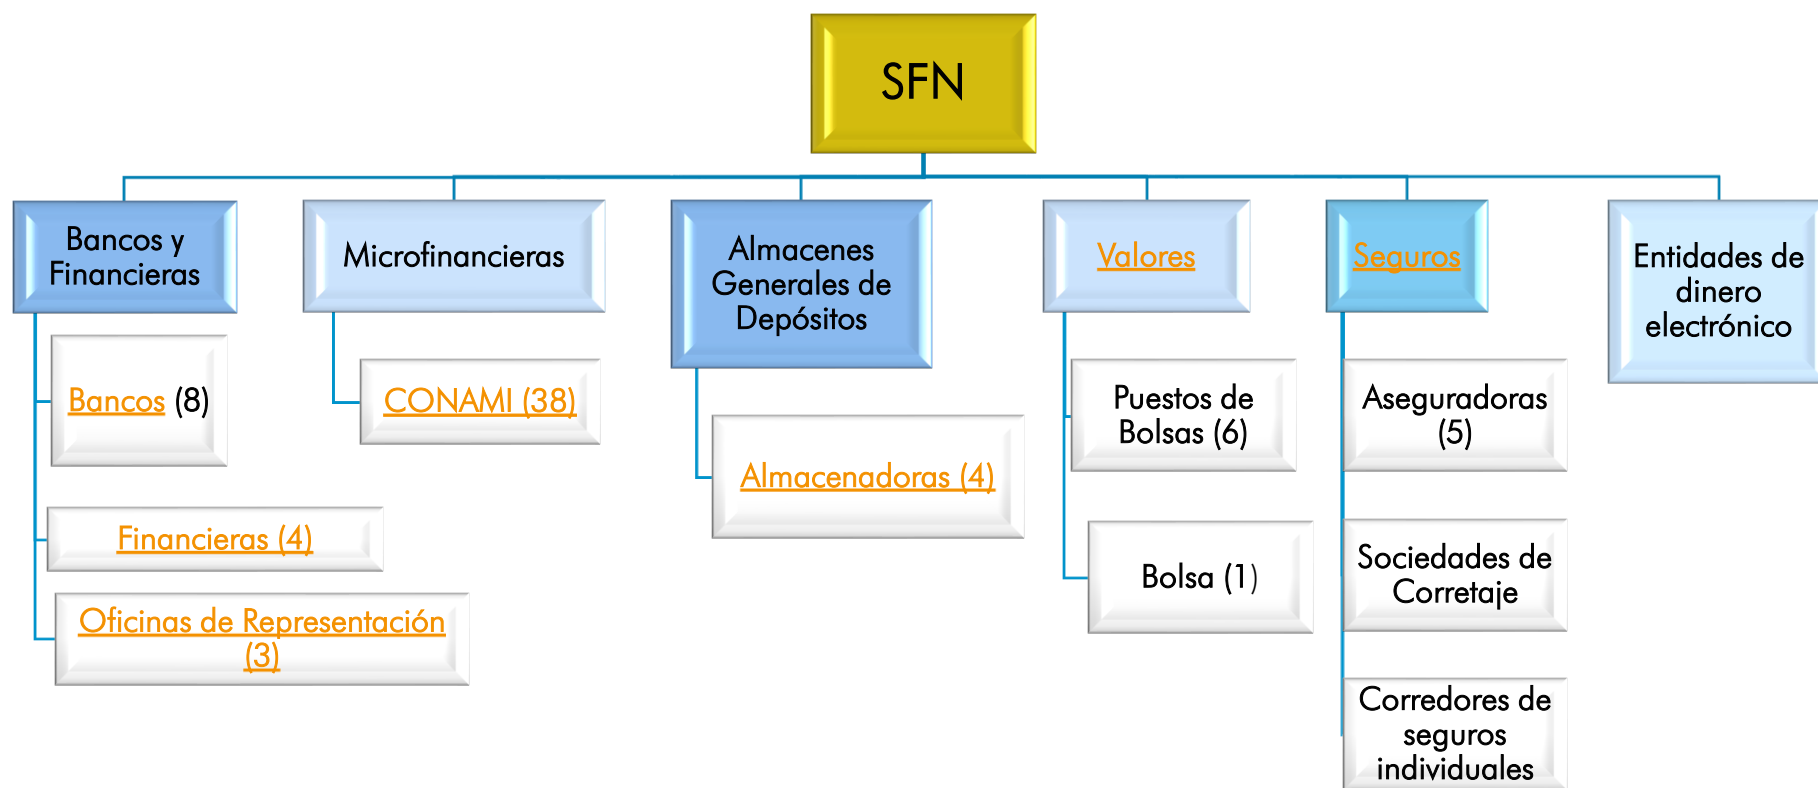 SFN
Bancos y
Financieras
Bancos (8)
Financieras (4)
Oficinas de Representación
(3)
Microfinancieras
CONAMI (38)
Almacenes
Generales de
Depósitos
Almacenadoras (4)
Valores
Puestos de
Bolsas (6)
Bolsa (1)
Seguros
Aseguradoras
(5)
Sociedades de
Corretaje
Corredores de
seguros
individuales
Entidades de
dinero
electrónico